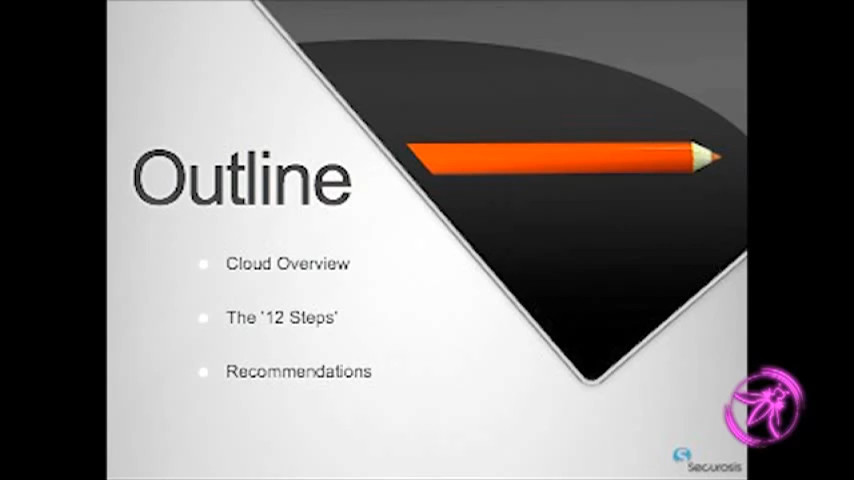 Outline
Cloud Overview
The '12 Steps'
Recommendations
Securosis